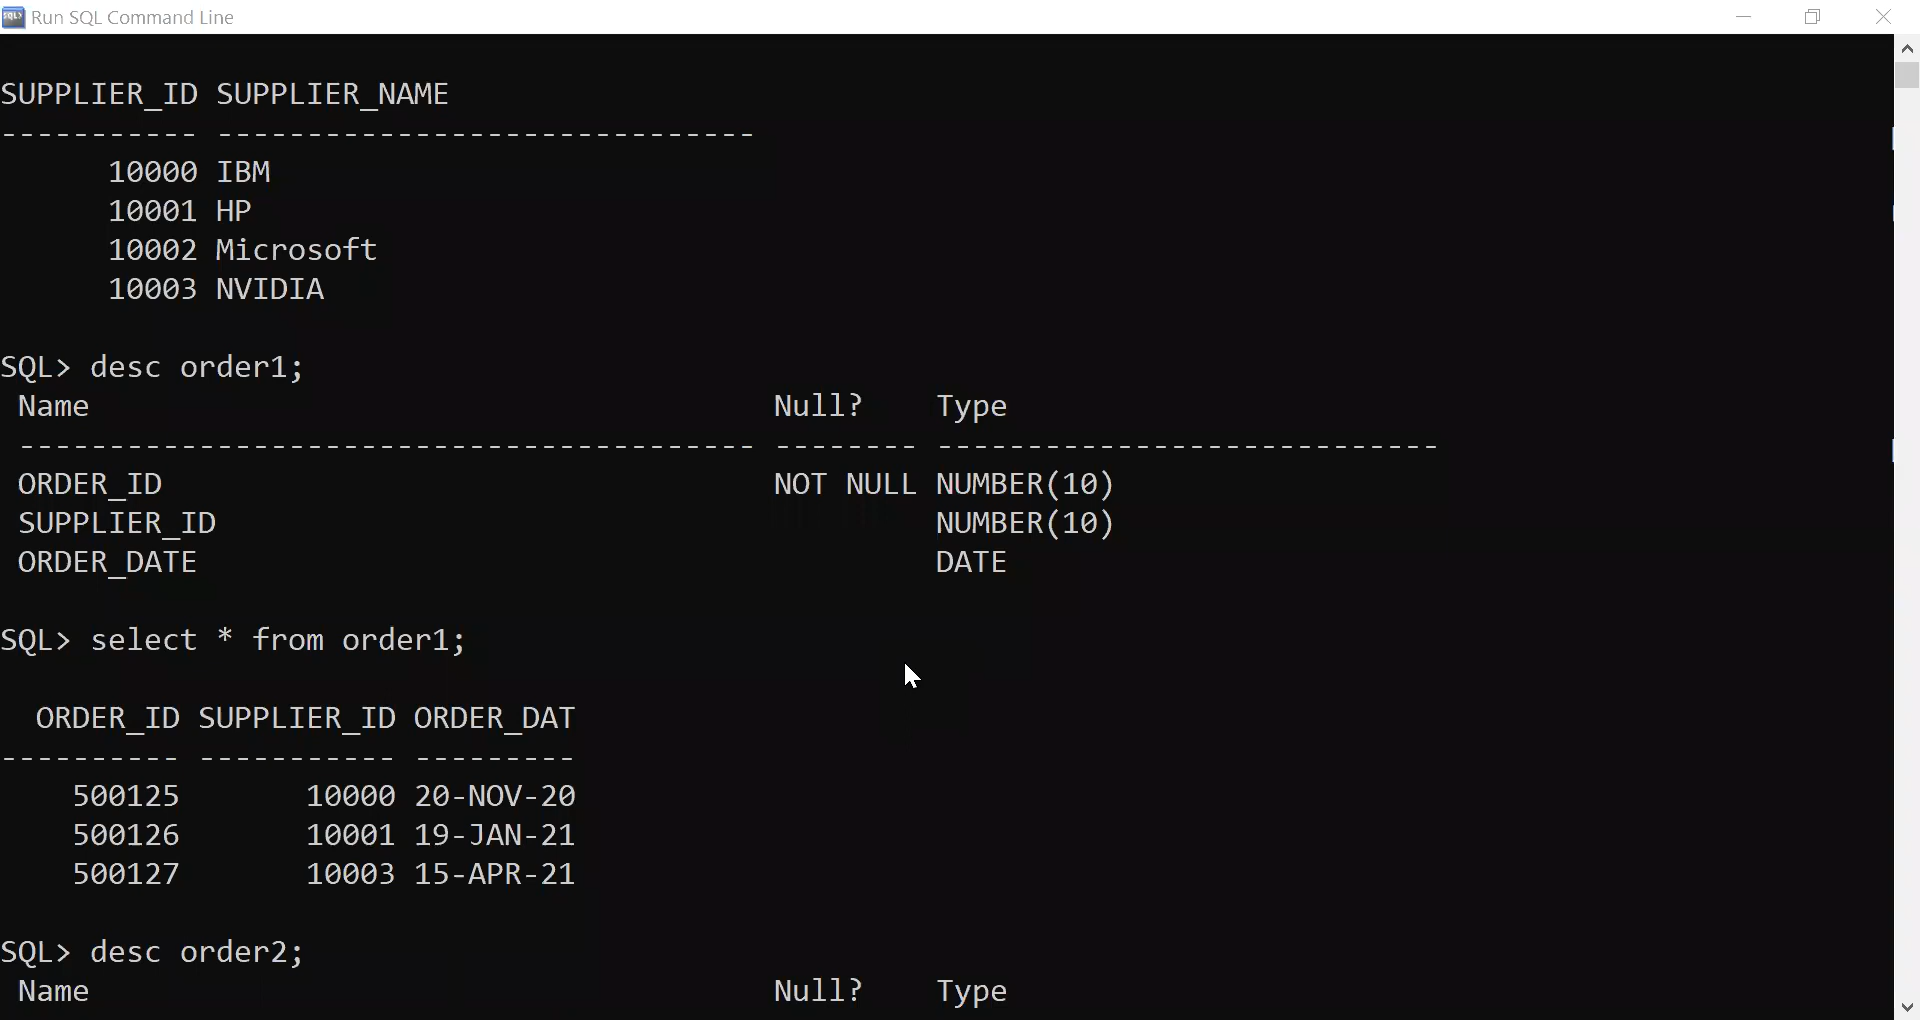 Run SQL Command Line
SUPPLIER_ID SUPPLIER_NAME
----------- ------------------------------
10000 IBM
10001 HP
10002 Microsoft
10003 NVIDIA
SQL> desc order1;
Name Null? Type
----------------------------------------- -------- ----------------------------
ORDER_ID NOT NULL NUMBER(10)
SUPPLIER_ID NUMBER(10)
ORDER_DATE DATE
SQL> select * from order1;
ORDER_ID SUPPLIER_ID ORDER_DAT
---------- ----------- ---------
500125 10000 20-NOV-20
500126 10001 19-JAN-21
500127 10003 15-APR-21
SQL> desc order2;
Name Null? Type